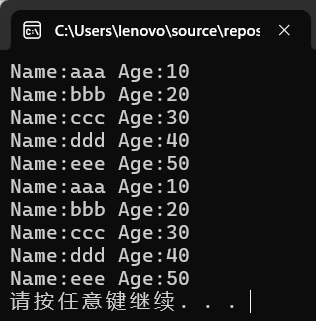 C:\Users\lenovo\source\repos
Name:aaa Age:10
Name:bbb Age:20
Name:ccc Age:30
Name:ddd Age:40
Name:eee Age:50
Name:aaa Age:10
Name:bbb Age:20
Name:ccc Age:30
Name:ddd Age:40
Name:eee Age:50
请按任意键继续. . .